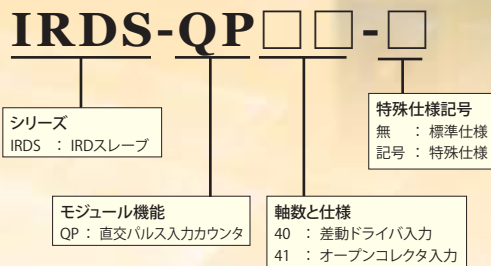 IRDS-QP□□-□
シリーズ
IRDS ： IRDスレーブ
特殊仕様記号
無 ： 標準仕様
記号 ： 特殊仕様
モジュール機能
QP ： 直交パルス入力カウンタ
軸数と仕様
40 ： 差動ドライバ入力
41 ： オープンコレクタ入力